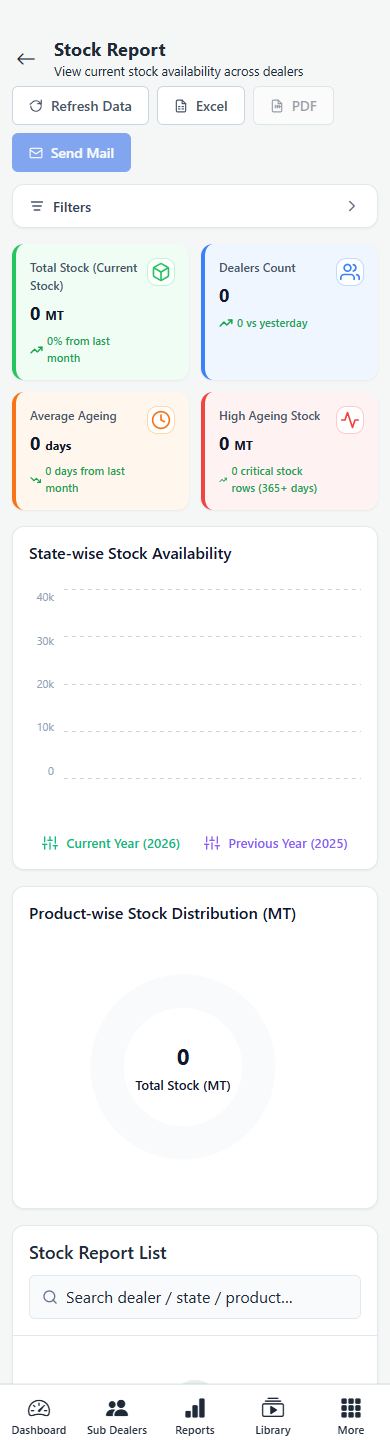 Stock Report
View current stock availability across dealers
Refresh Data
Excel
PDF
Send Mail
Filters
Total Stock (Current
Stock)
0 MT
0% from last
month
Dealers Count
0
0 vs yesterday
Average Ageing
0 days
0 days from last
month
High Ageing Stock
0 MT
0 critical stock
rows (365+ days)
State-wise Stock Availability
40k
30k
20k
10k
0
Current Year (2026)
Previous Year (2025)
Product-wise Stock Distribution (MT)
0
Total Stock (MT)
Stock Report List
Search dealer / state / product...
Dashboard
Sub Dealers
Reports
Library
More